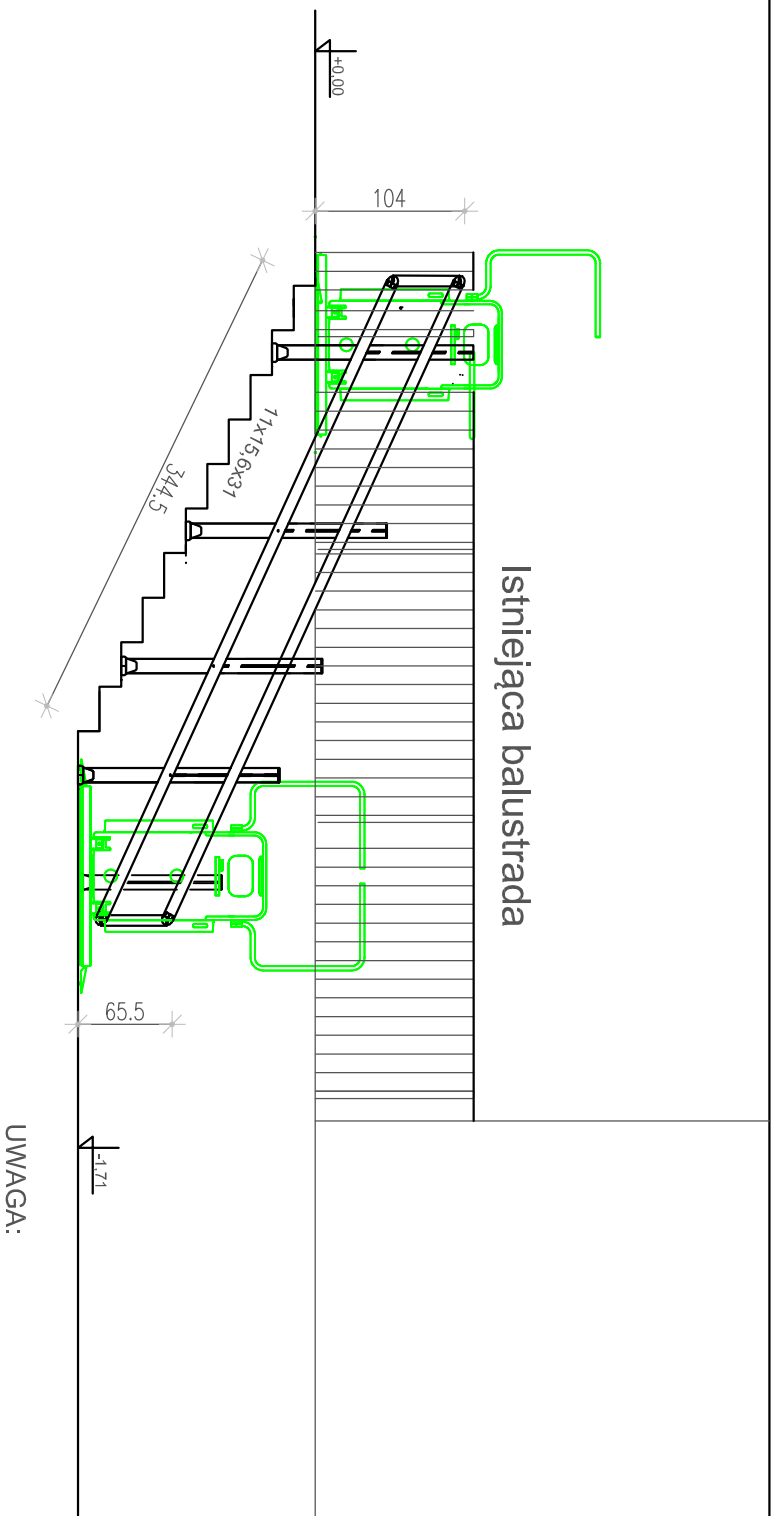 +0,00
104
11x15,6x31
344.5
Istniejąca balustrada
65.5
-1,71
UWAGA: